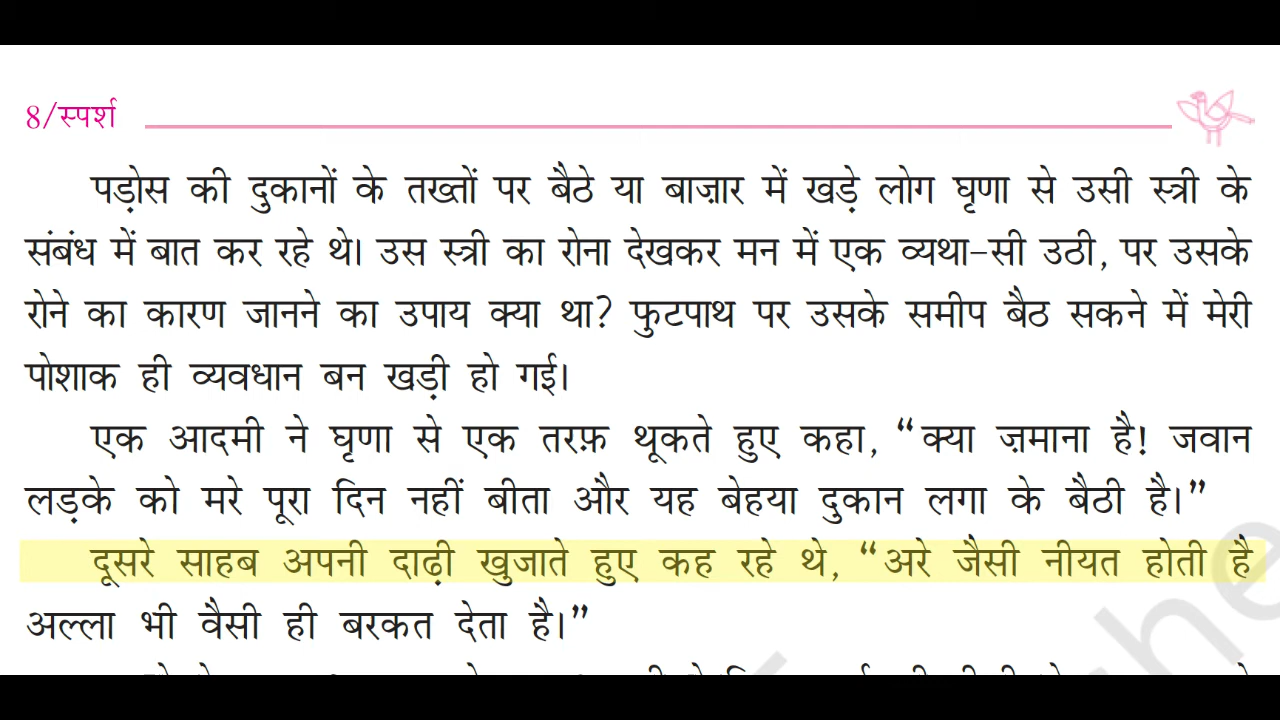 8/स्पर्श
पड़ोस की दुकानों के तख्तों पर बैठे या बाज़ार में खड़े लोग घृणा से उसी स्त्री के
संबंध में बात कर रहे थे। उस स्त्री का रोना देखकर मन में एक व्यथा-सी उठी, पर उसके
रोने का कारण जानने का उपाय क्या था? फुटपाथ पर उसके समीप बैठ सकने में मेरी
पोशाक ही व्यवधान बन खड़ी हो गई।
एक आदमी ने घृणा से एक तरफ़ थूकते हुए कहा, “क्या ज़माना है! जवान
लड़के को मरे पूरा दिन नहीं बीता और यह बेहया दुकान लगा के बैठी है।”
दूसरे साहब अपनी दाढ़ी खुजाते हुए कह रहे थे, “अरे जैसी नीयत होती है
अल्ला भी वैसी ही बरकत देता है।”